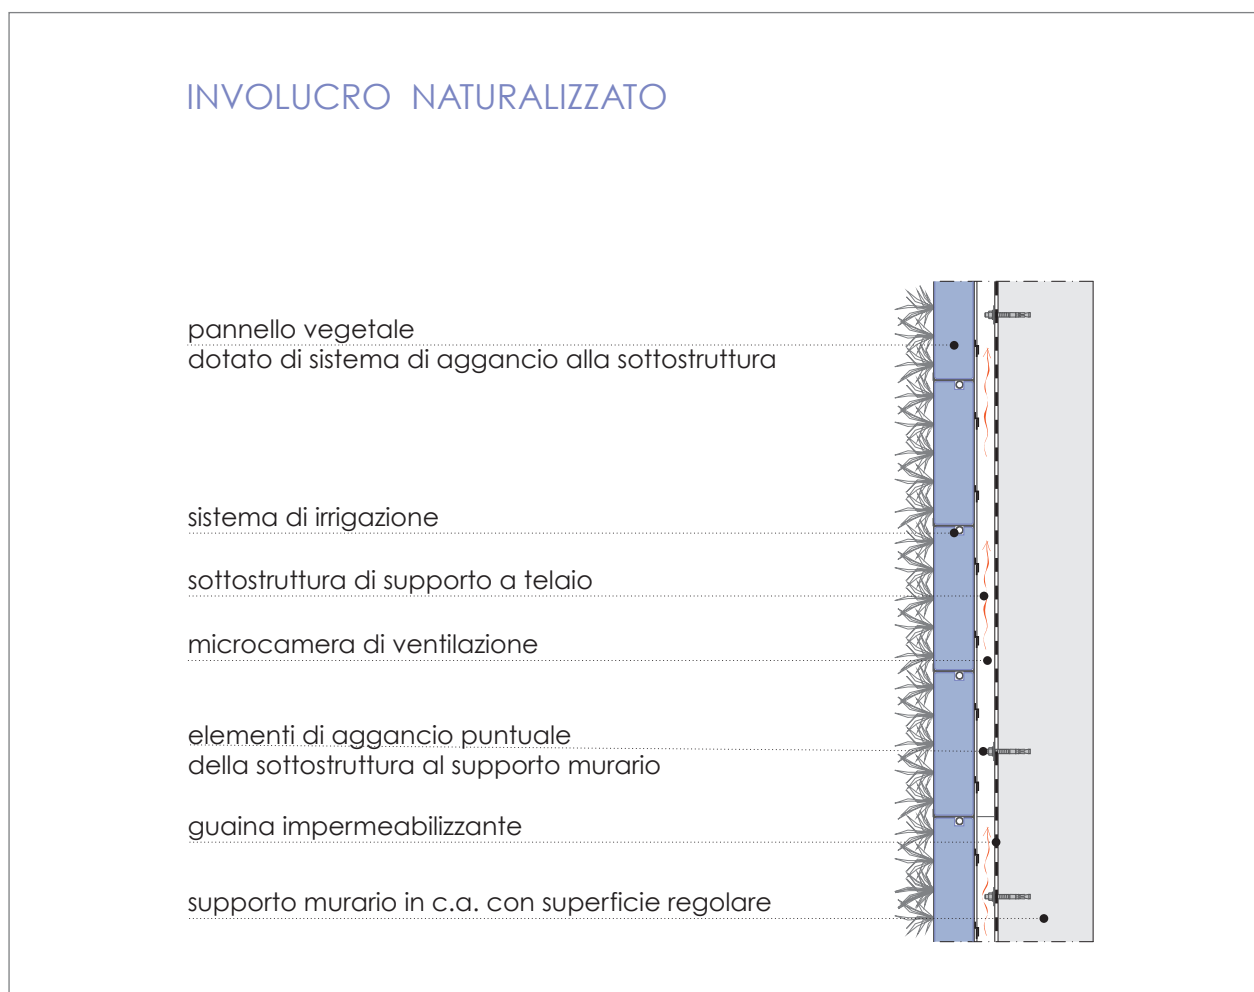 INVOLUCRO NATURALIZZATO
pannello vegetale
dotato di sistema di aggancio alla sottostruttura
sistema di irrigazione
sottostruttura di supporto a telaio
microcamera di ventilazione
elementi di aggancio puntuale
della sottostruttura al supporto murario
guaina impermeabilizzante
supporto murario in c.a. con superficie regolare